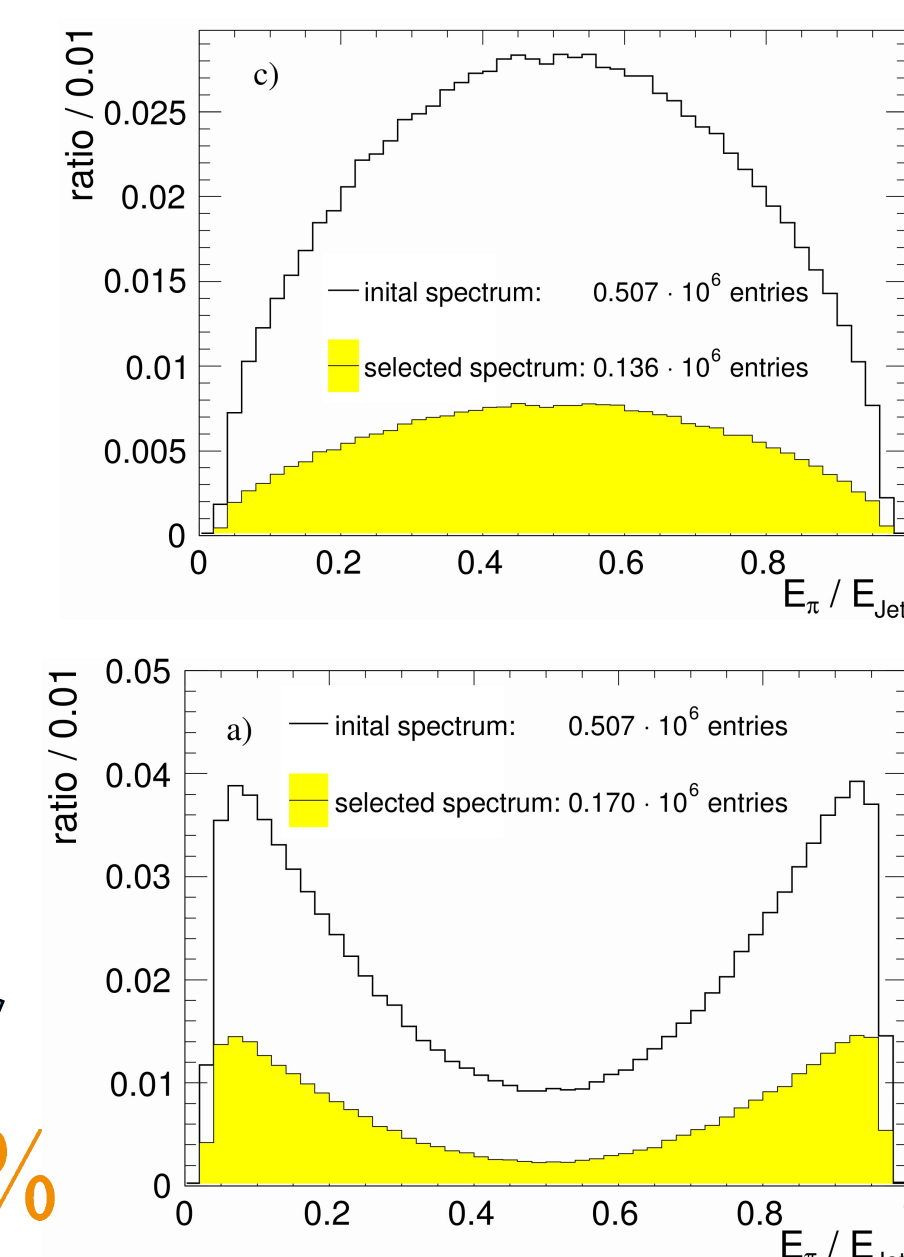 ratio / 0.01
c)
0.025
0.02
0.015
0.01
0.005
0
inital spectrum: 0.507 · 10^6 entries
selected spectrum: 0.136 · 10^6 entries
0 0.2 0.4 0.6 0.8
E_π / E_Jet
ratio / 0.01
a)
0.05
0.04
0.03
0.02
0.01
0
inital spectrum: 0.507 · 10^6 entries
selected spectrum: 0.170 · 10^6 entries
0 0.2 0.4 0.6 0.8
E_π / E_Jet
%